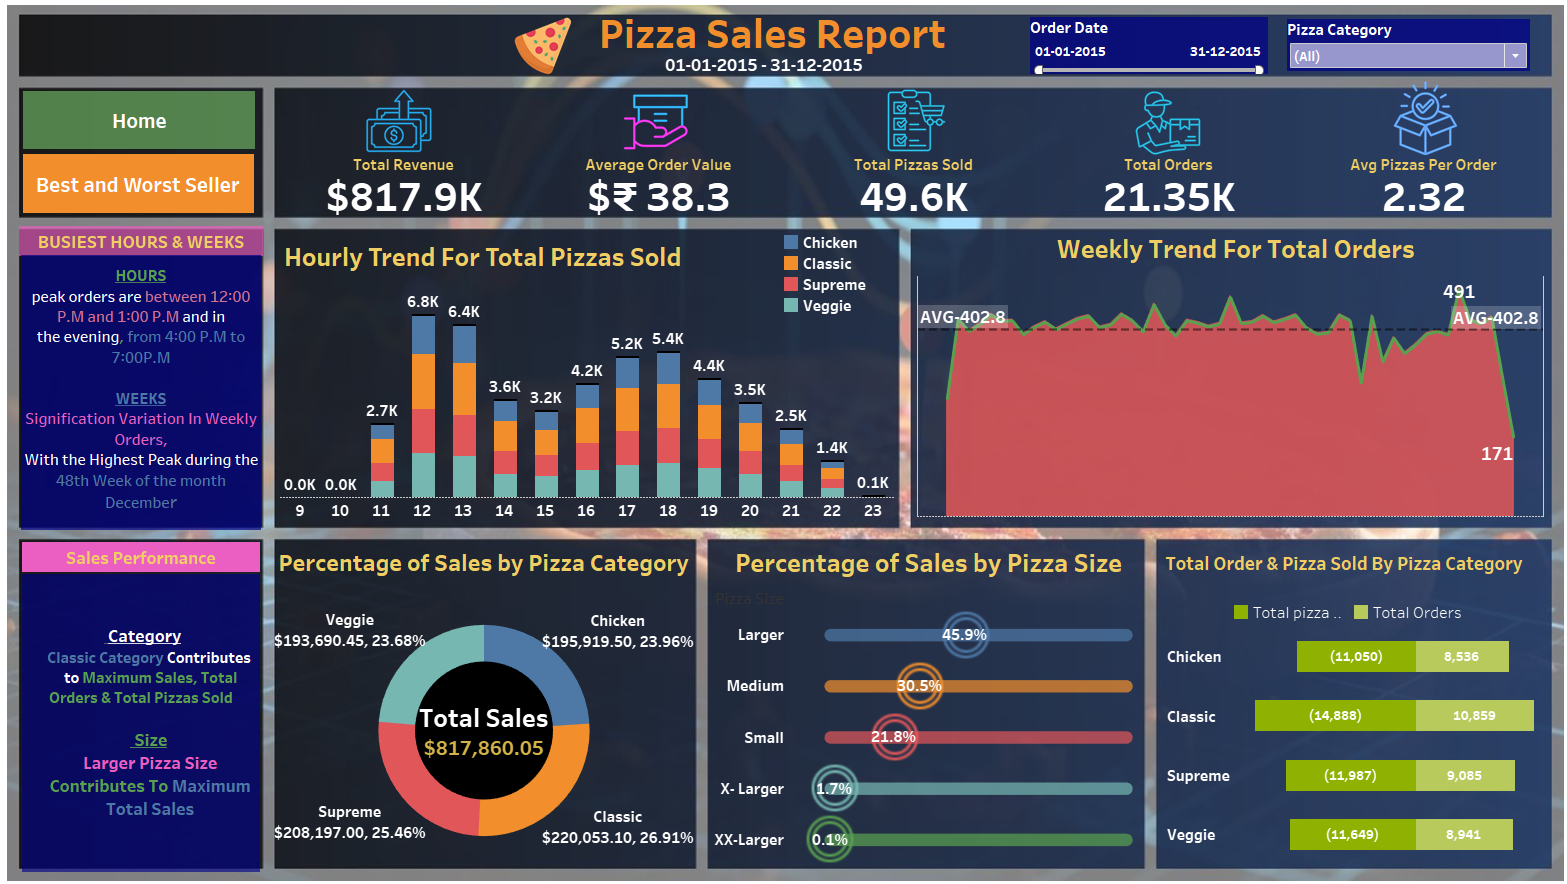 Pizza Sales Report
01-01-2015 - 31-12-2015
Order Date
01-01-2015 31-12-2015
Pizza Category
(All)
Home
Best and Worst Seller
Total Revenue
$817.9K
Average Order Value
$₹ 38.3
Total Pizzas Sold
49.6K
Total Orders
21.35K
Avg Pizzas Per Order
2.32
BUSIEST HOURS & WEEKS
HOURS
peak orders are between 12:00
P.M and 1:00 P.M and in
the evening, from 4:00 P.M to
7:00P.M
WEEKS
Signification Variation In Weekly
Orders,
With the Highest Peak during the
48th Week of the month
December
Hourly Trend For Total Pizzas Sold
Chicken
Classic
Supreme
Veggie
0.0K 0.0K 2.7K 6.8K 6.4K 3.6K 3.2K 4.2K 5.2K 5.4K 4.4K 3.5K 2.5K 1.4K 0.1K
9 10 11 12 13 14 15 16 17 18 19 20 21 22 23
Weekly Trend For Total Orders
491
AVG-402.8 AVG-402.8
171
Sales Performance
Category
Classic Category Contributes
to Maximum Sales, Total
Orders & Total Pizzas Sold
Size
Larger Pizza Size
Contributes To Maximum
Total Sales
Percentage of Sales by Pizza Category
Veggie
$193,690.45, 23.68%
Chicken
$195,919.50, 23.96%
Total Sales
$817,860.05
Supreme
$208,197.00, 25.46%
Classic
$220,053.10, 26.91%
Percentage of Sales by Pizza Size
Pizza Size
Larger 45.9%
Medium 30.5%
Small 21.8%
X- Larger 1.7%
XX-Larger 0.1%
Total Order & Pizza Sold By Pizza Category
Total pizza .. Total Orders
Chicken (11,050) 8,536
Classic (14,888) 10,859
Supreme (11,987) 9,085
Veggie (11,649) 8,941